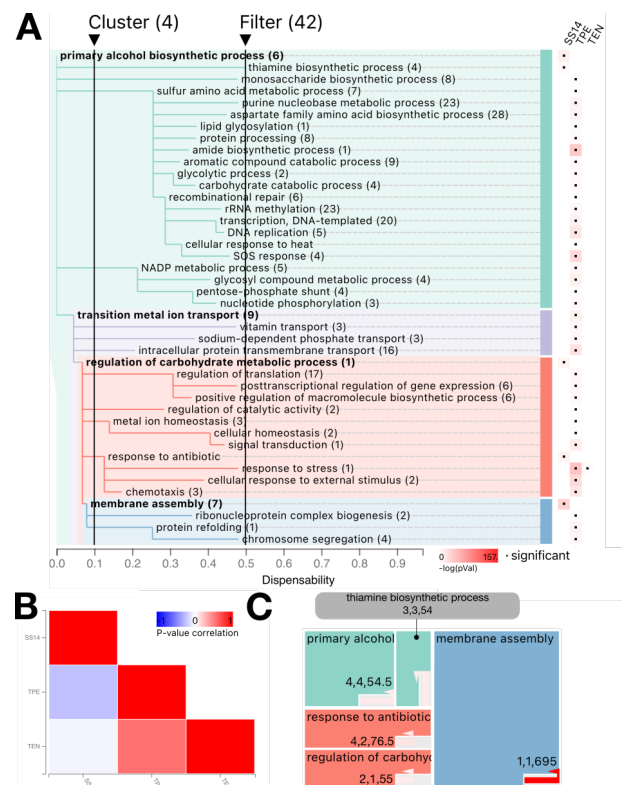 A
Cluster (4)
Filter (42)
SS14
TPE
TEN
primary alcohol biosynthetic process (6)
thiamine biosynthetic process (4)
monosaccharide biosynthetic process (8)
sulfur amino acid metabolic process (7)
purine nucleobase metabolic process (23)
aspartate family amino acid biosynthetic process (28)
lipid glycosylation (1)
protein processing (8)
amide biosynthetic process (1)
aromatic compound catabolic process (9)
glycolytic process (2)
carbohydrate catabolic process (4)
recombinational repair (6)
rRNA methylation (23)
transcription, DNA-templated (20)
DNA replication (5)
cellular response to heat
SOS response (4)
NADP metabolic process (5)
glycosyl compound metabolic process (4)
pentose-phosphate shunt (4)
nucleotide phosphorylation (3)
transition metal ion transport (9)
vitamin transport (3)
sodium-dependent phosphate transport (3)
intracellular protein transmembrane transport (16)
regulation of carbohydrate metabolic process (1)
regulation of translation (17)
posttranscriptional regulation of gene expression (6)
positive regulation of macromolecule biosynthetic process (6)
regulation of catalytic activity (2)
metal ion homeostasis (3)
cellular homeostasis (2)
signal transduction (1)
response to antibiotic
response to stress (1)
cellular response to external stimulus (2)
chemotaxis (3)
membrane assembly (7)
ribonucleoprotein complex biogenesis (2)
protein refolding (1)
chromosome segregation (4)
0.0 0.1 0.2 0.3 0.4 0.5 0.6 0.7 0.8 0.9
Dispensability
0 157.
-log(pVal)
significant
B
-1 0 1
P-value correlation
SS14
TPE
TEN
SS
TP
TE
C
thiamine biosynthetic process
3,3,54
primary alcohol
4,4,54.5
membrane assembly
1,1,695
response to antibiotic
4,2,76.5
regulation of carbohy
2,1,55